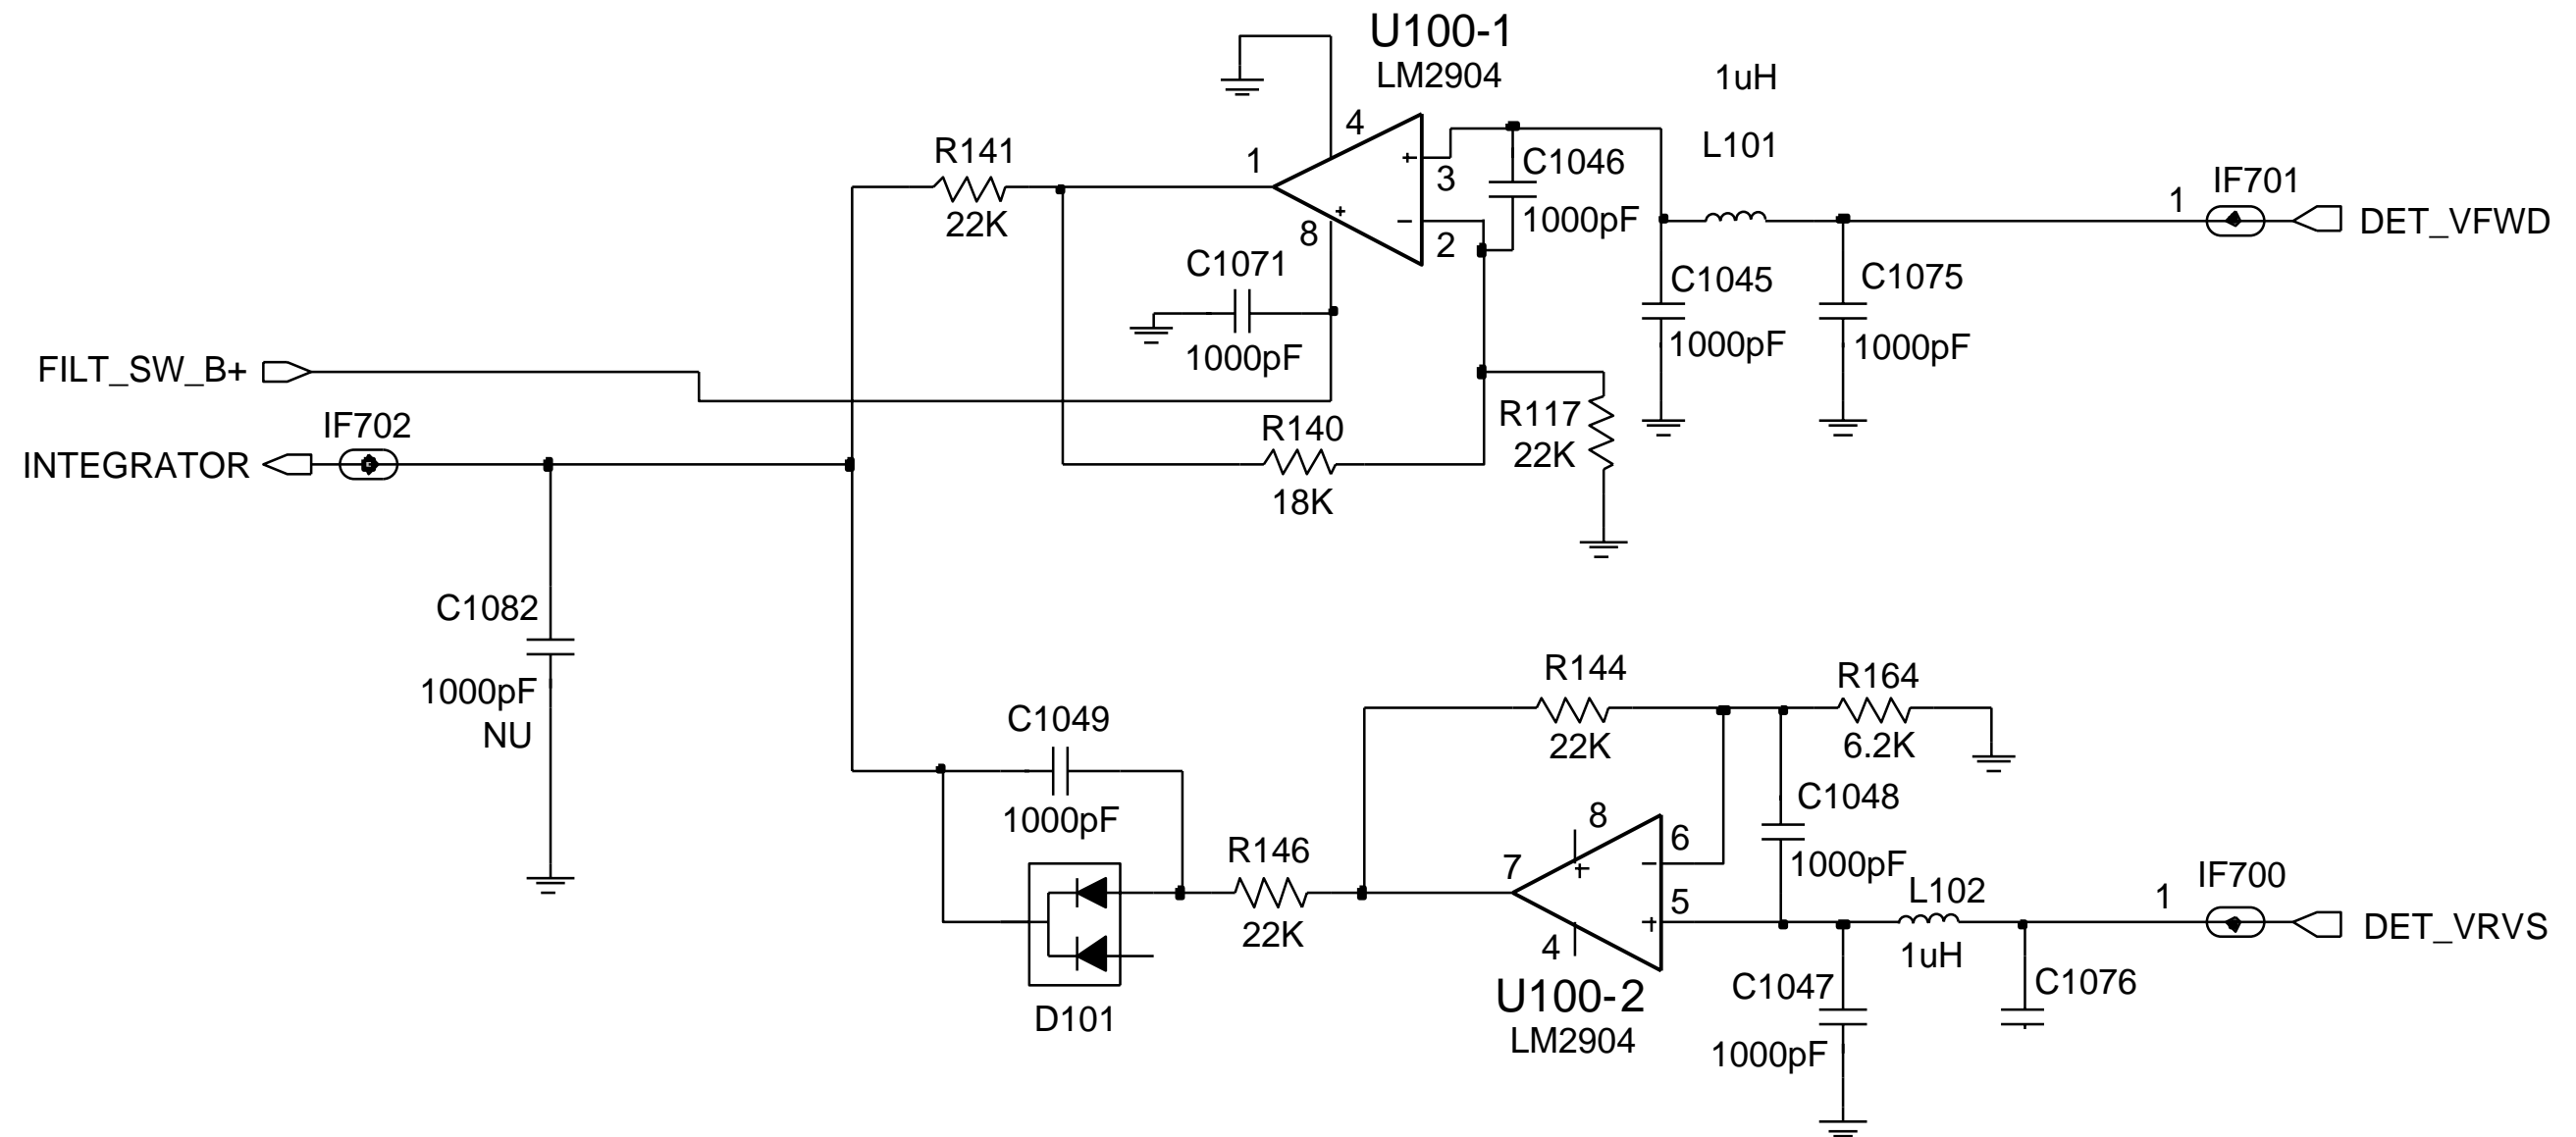 U100-1
LM2904
1uH
4
R141
1
+
3
C1046
L101
22K
+
8
−
2
1000pF
1
IF701
DET_VFWD
C1071
1000pF
C1045
1000pF
C1075
1000pF
FILT_SW_B+
IF702
INTEGRATOR
R140
18K
R117
22K
C1082
1000pF
NU
R144
22K
R164
6.2K
C1049
1000pF
8
6
C1048
1000pF
R146
22K
7
+
−
5
+
4
L102
1uH
1
IF700
DET_VRVS
D101
U100-2
LM2904
C1047
1000pF
C1076